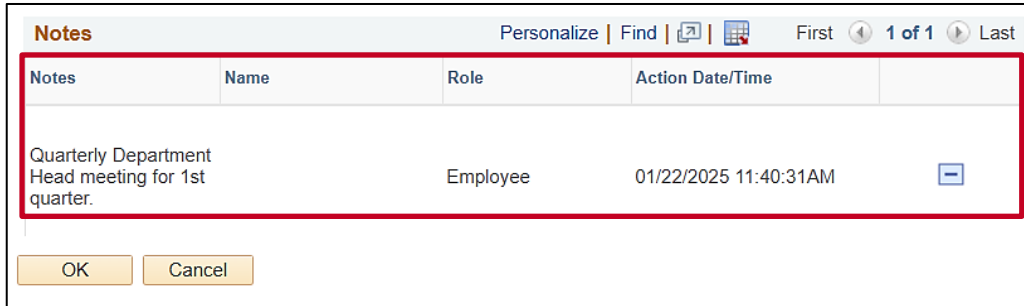 Notes Personalize | Find | | First 1 of 1 Last
Notes Name Role Action Date/Time
Quarterly Department
Head meeting for 1st
quarter.
Employee 01/22/2025 11:40:31AM
OK Cancel